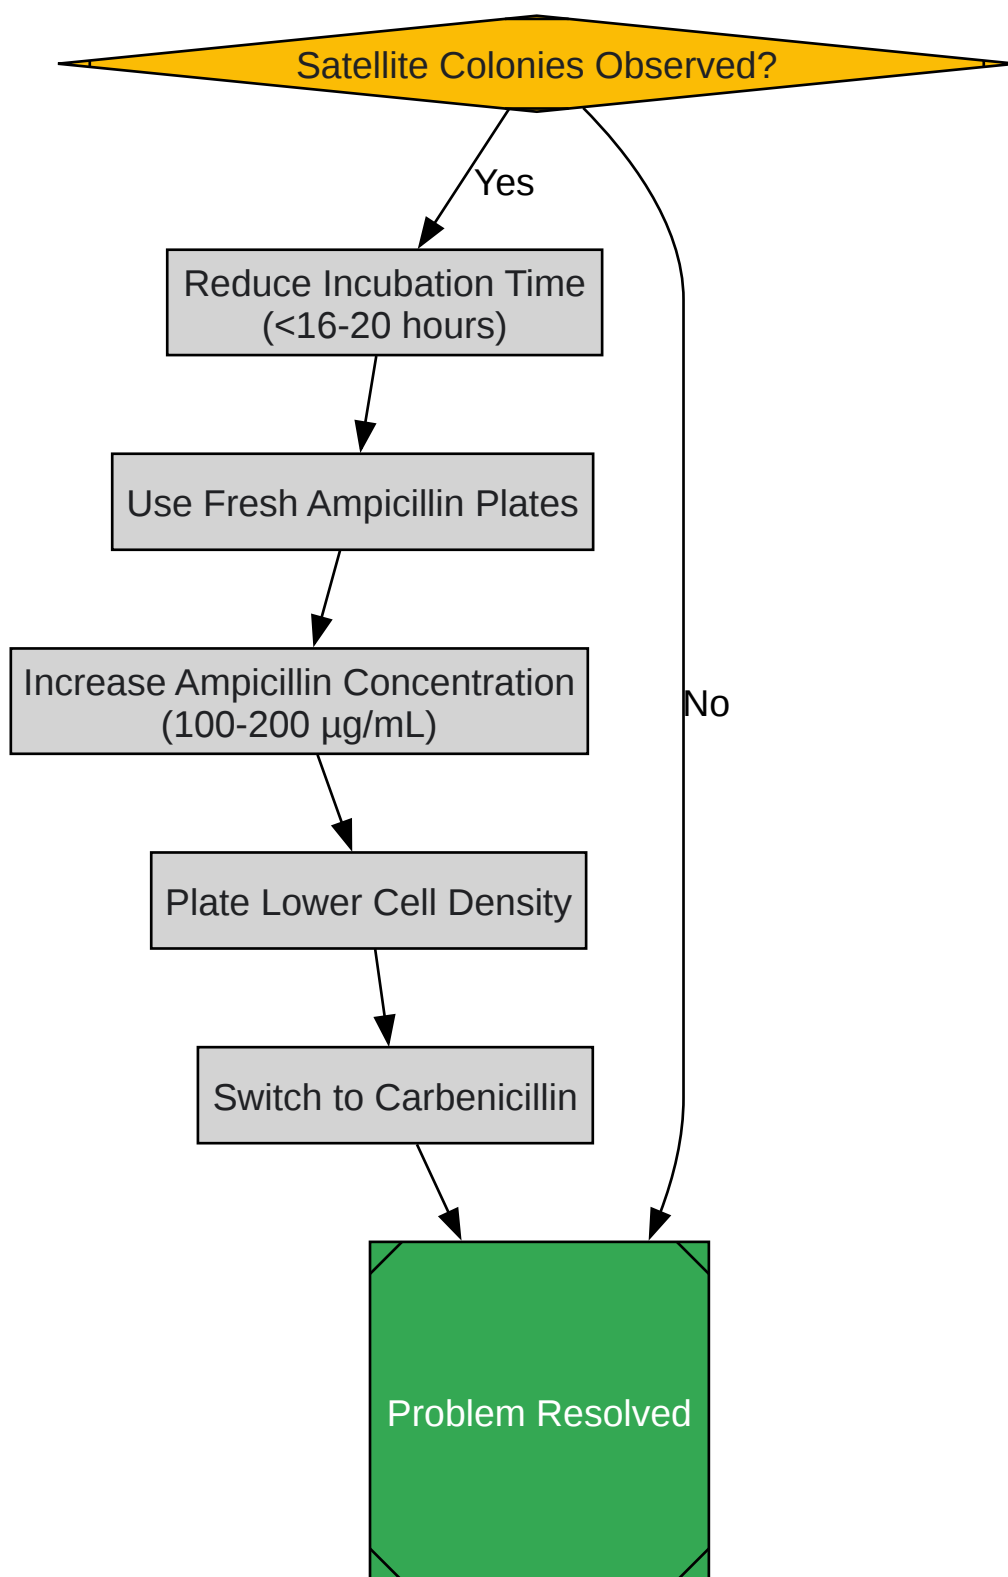 Satellite Colonies Observed?
Yes
Reduce Incubation Time
(<16-20 hours)
Use Fresh Ampicillin Plates
Increase Ampicillin Concentration
(100-200 µg/mL)
No
Plate Lower Cell Density
Switch to Carbenicillin
Problem Resolved